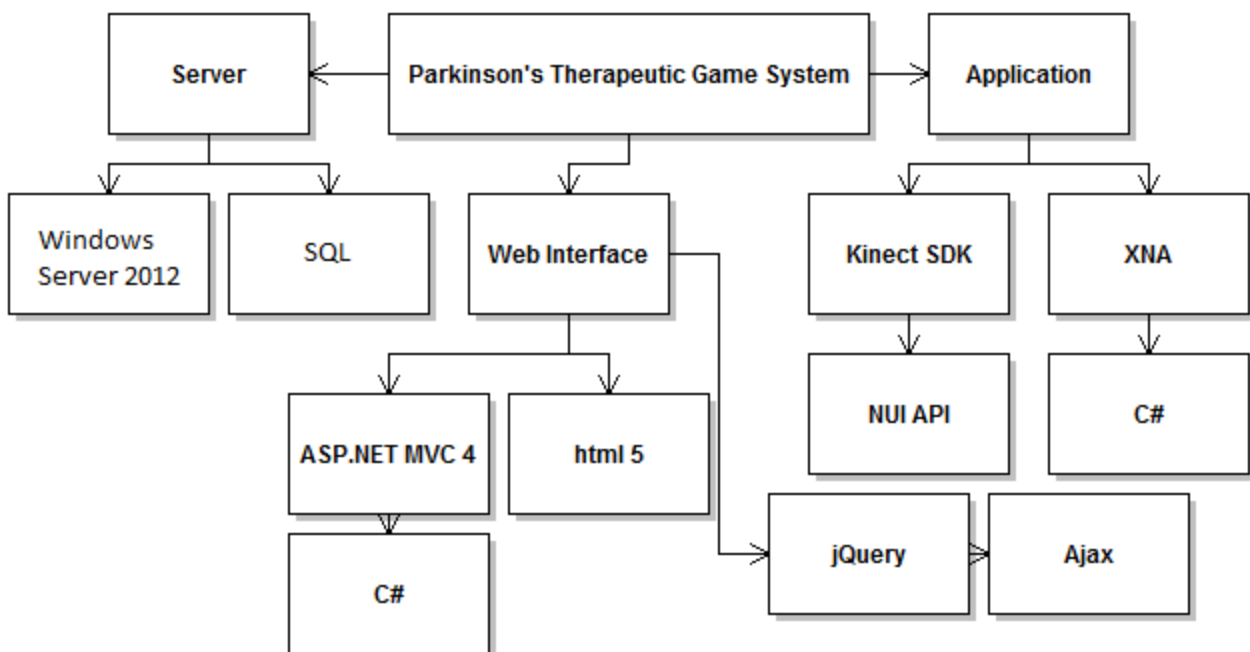 Server
Parkinson's Therapeutic Game System
Application
Windows
Server 2012
SQL
Web Interface
Kinect SDK
XNA
ASP.NET MVC 4
html 5
NUI API
C#
C#
jQuery
Ajax